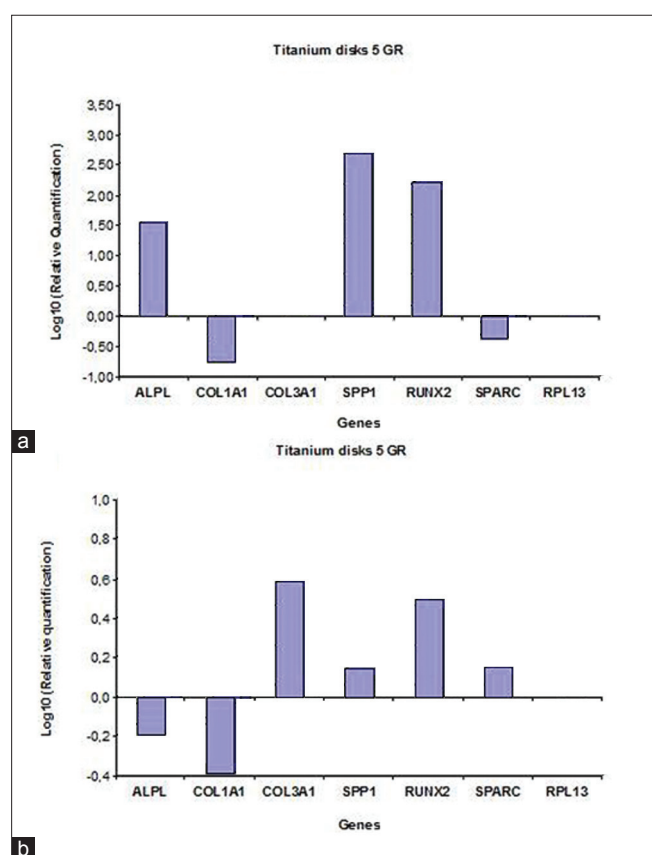 Titanium disks 5 GR
Log10 (Relative Quantification)
3,50
3,00
2,50
2,00
1,50
1,00
0,50
0,00
-0,50
-1,00
ALPL COL1A1 COL3A1 SPP1 RUNX2 SPARC RPL13
Genes
a
Titanium disks 5 GR
Log10 (Relative quantification)
1,0
0,8
0,6
0,4
0,2
0,0
-0,2
-0,4
ALPL COL1A1 COL3A1 SPP1 RUNX2 SPARC RPL13
Genes
b